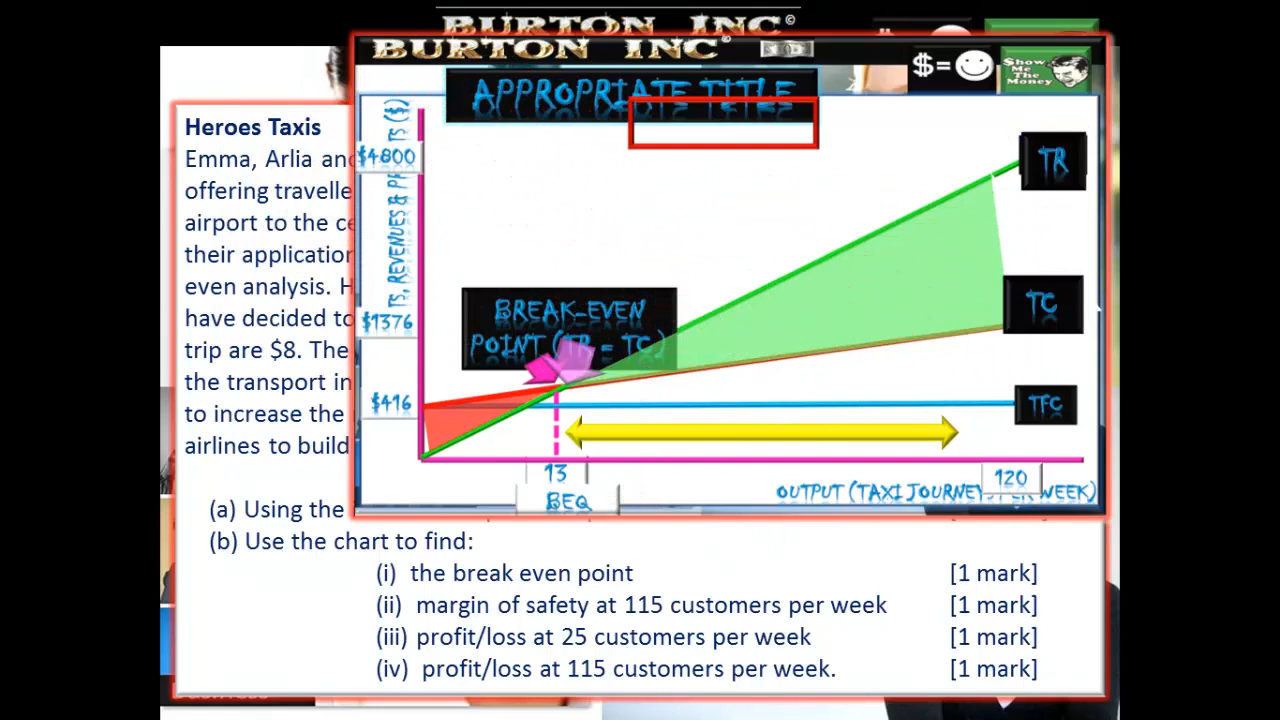 BURTON INC©
BURTON INC©
$=
Show
Me The
Money
APPROPRIATE TITLE
TS, REVENUES & PR TS ($)
$4800
$1376
$416
TR
TC
TFC
BREAK-EVEN
POINT (TR = TC)
13
BEQ
120
OUTPUT (TAXI JOURNEYS PER WEEK)
Heroes Taxis
Emma, Arlia and
offering travelle
airport to the ce
their application
even analysis. H
have decided to
trip are $8. The
the transport in
to increase the
airlines to build
(a) Using the
(b) Use the chart to find:
(i) the break even point [1 mark]
(ii) margin of safety at 115 customers per week [1 mark]
(iii) profit/loss at 25 customers per week [1 mark]
(iv) profit/loss at 115 customers per week. [1 mark]